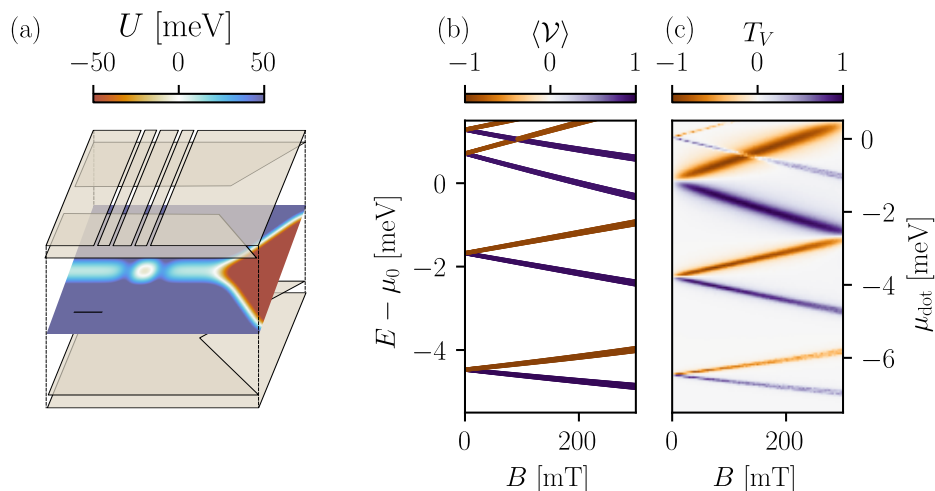 (a)
U [meV]
−50 0 50
(b)
⟨𝒱⟩
−1 0 1
E − μ₀ [meV]
0
−2
−4
0 200
B [mT]
(c)
T_V
−1 0 1
0
−2
−4
−6
μ_dot [meV]
0 200
B [mT]